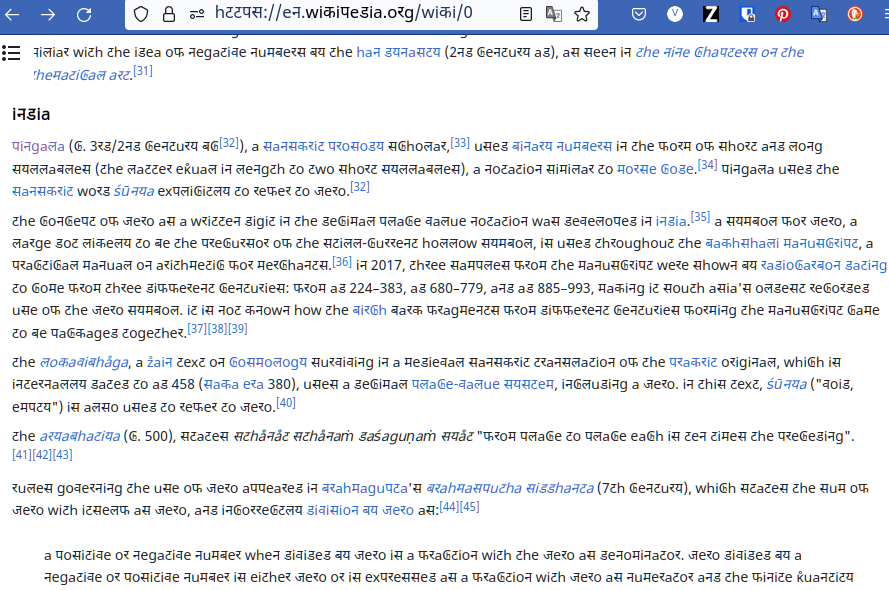 https://en.wikipedia.org/wiki/0
miliar with the idea of negative numbers by the han dynasty (2nd century ad), as seen in the nine chapters on the
thematical art.[31]
india
pingala (c. 3rd/2nd century bc[32]), a sanskrit prosody scholar,[33] used binary numbers in the form of short and long
syllables (the latter equal in length to two short syllables), a notation similar to morse code.[34] pingala used the
sanskrit word śūnya explicitly to refer to zero.[32]
the concept of zero as a written digit in the decimal place value notation was developed in india.[35] a symbol for zero, a
large dot likely to be the precursor of the still-current hollow symbol, is used throughout the bakhshali manuscript, a
practical manual on arithmetic for merchants.[36] in 2017, three samples from the manuscript were shown by radiocarbon dating
to come from three different centuries: from ad 224–383, ad 680–779, and ad 885–993, making it south asia's oldest recorded
use of the zero symbol. it is not known how the birch bark fragments from different centuries forming the manuscript came
to be packaged together.[37][38][39]
the lokavibhāga, a jain text on cosmology surviving in a medieval sanskrit translation of the prakrit original, which is
internally dated to ad 458 (saka era 380), uses a decimal place-value system, including a zero. in this text, śūnya ("void,
empty") is also used to refer to zero.[40]
the aryabhatiya (c. 500), states sthānāt sthānaṁ daśaguṇaṁ syāt "from place to place each is ten times the preceding".
[41][42][43]
rules governing the use of zero appeared in brahmagupta's brahmasputha siddhanta (7th century), which states the sum of
zero with itself as zero, and incorrectly division by zero as:[44][45]
a positive or negative number when divided by zero is a fraction with the zero as denominator. zero divided by a
negative or positive number is either zero or is expressed as a fraction with zero as numerator and the finite quantity